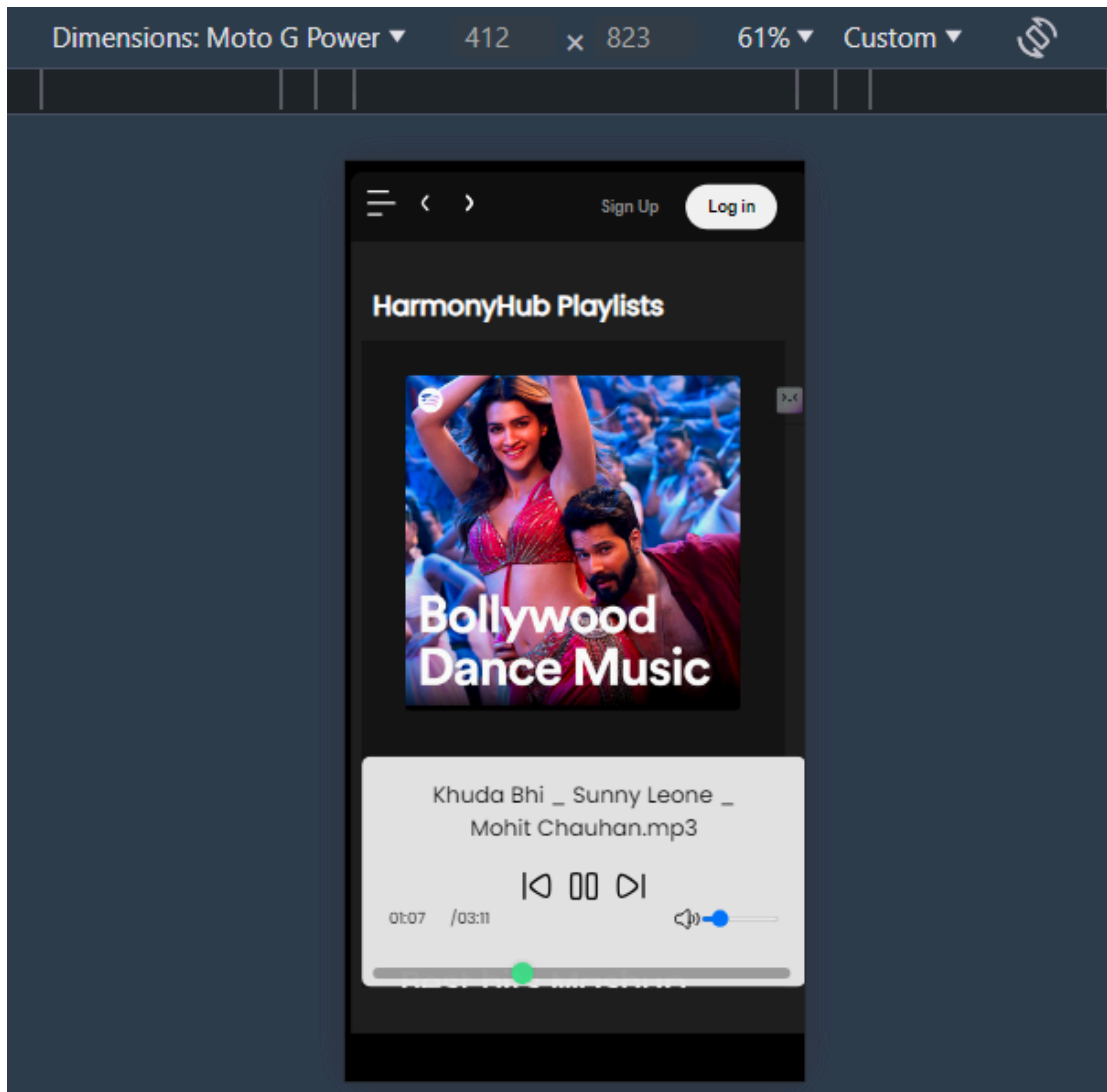 Dimensions: Moto G Power ▼ 412 × 823 61% ▼ Custom ▼
Sign Up Log in
HarmonyHub Playlists
Bollywood
Dance Music
Khuda Bhi _ Sunny Leone _
Mohit Chauhan.mp3
01:07 /03:11